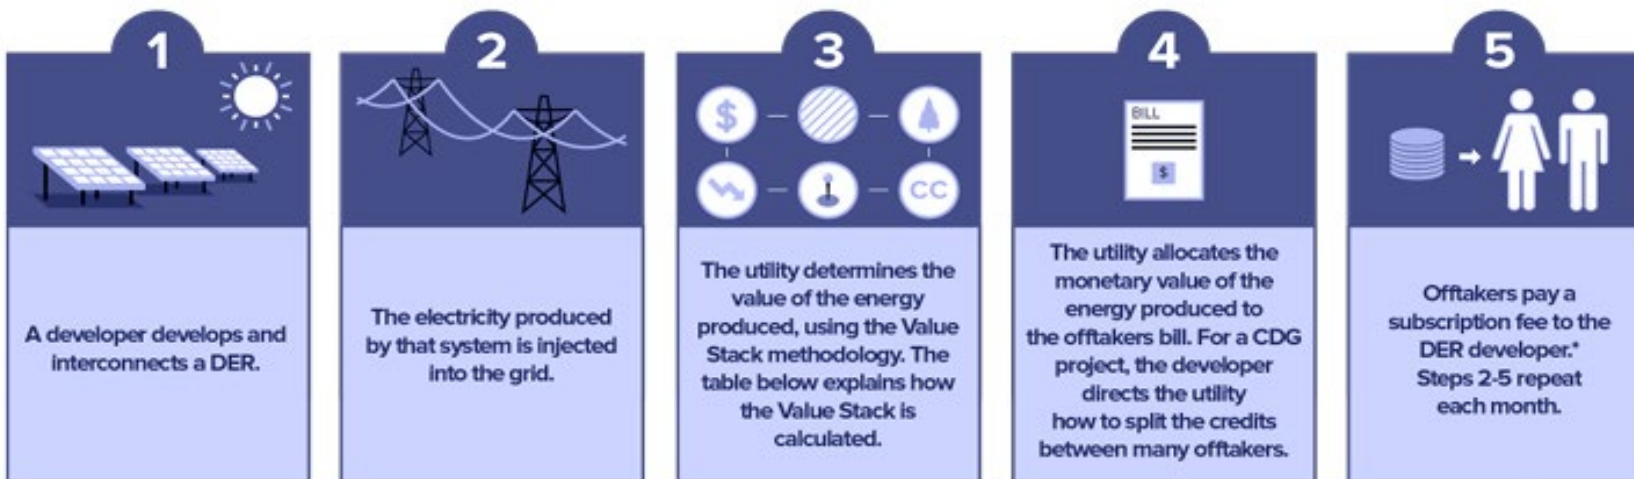 1
A developer develops and
interconnects a DER.
2
The electricity produced
by that system is injected
into the grid.
3
$
CC
The utility determines the
value of the energy
produced, using the Value
Stack methodology. The
table below explains how
the Value Stack is
calculated.
4
BILL
$
The utility allocates the
monetary value of the
energy produced to
the offtakers bill. For a CDG
project, the developer
directs the utility
how to split the credits
between many offtakers.
5
Offtakers pay a
subscription fee to the
DER developer.*
Steps 2-5 repeat
each month.